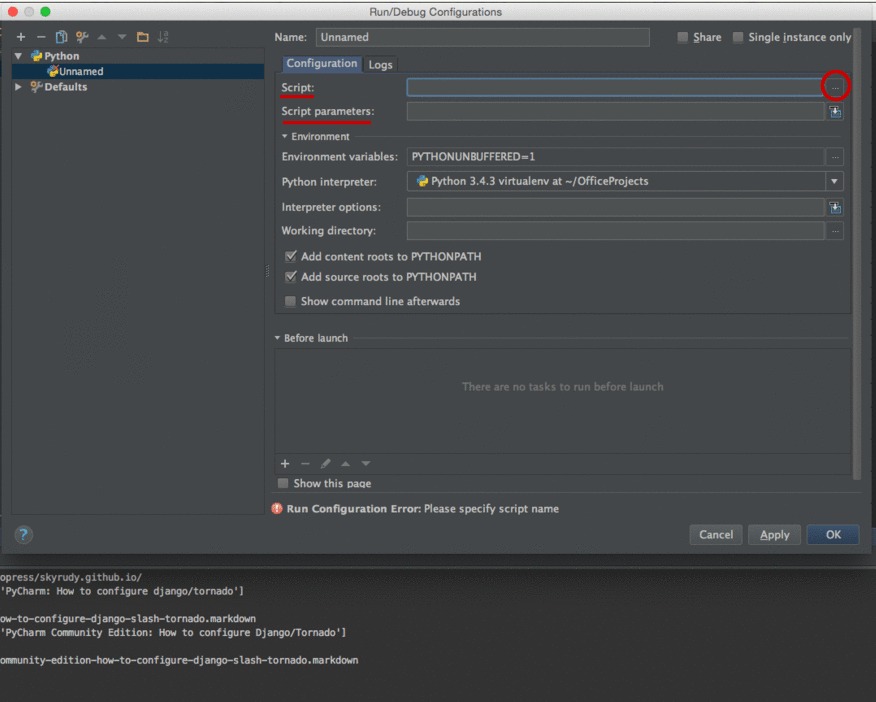 Run/Debug Configurations
Name: Unnamed Share Single instance only
Python
Unnamed
Defaults
Configuration Logs
Script: ...
Script parameters:
Environment
Environment variables: PYTHONUNBUFFERED=1 ...
Python interpreter: Python 3.4.3 virtualenv at ~/OfficeProjects
Interpreter options:
Working directory: ...
Add content roots to PYTHONPATH
Add source roots to PYTHONPATH
Show command line afterwards
Before launch
There are no tasks to run before launch
Show this page
Run Configuration Error: Please specify script name
? Cancel Apply OK
opress/skyrudy.github.io/
'PyCharm: How to configure django/tornado']
ow-to-configure-django-slash-tornado.markdown
'PyCharm Community Edition: How to configure Django/Tornado']
ommunity-edition-how-to-configure-django-slash-tornado.markdown